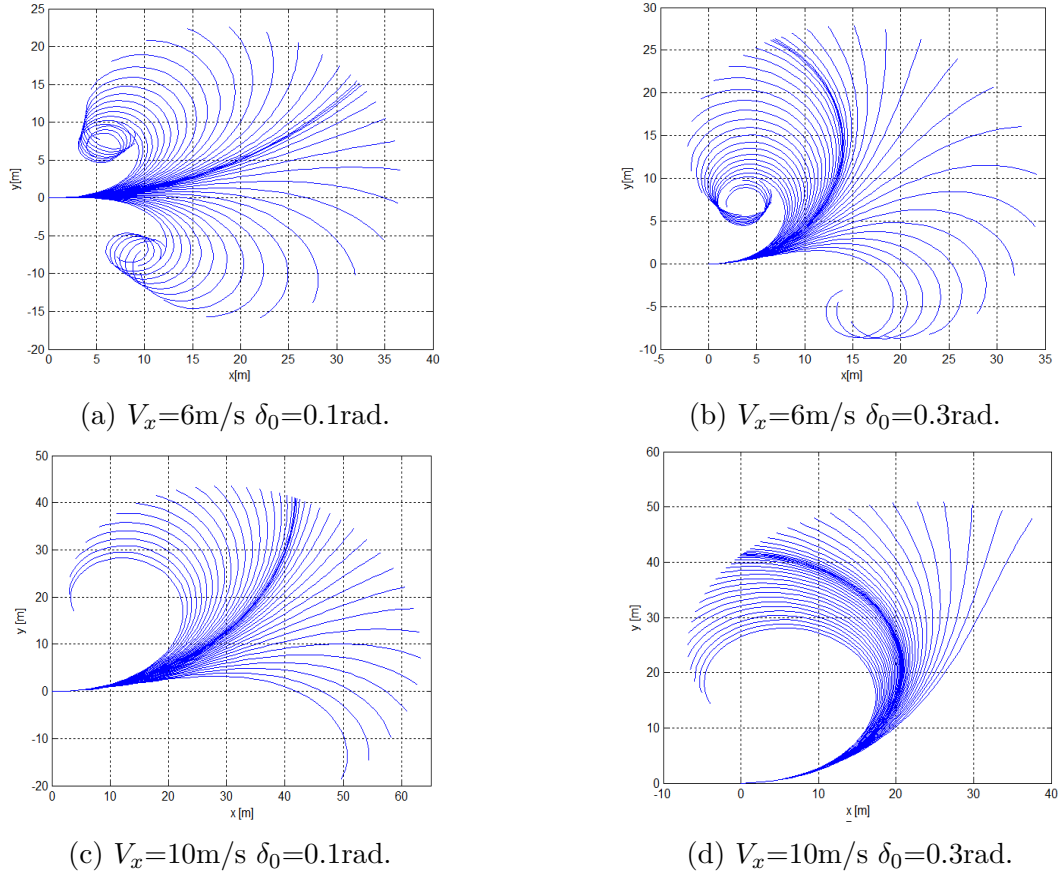 25
20
15
10
5
0
-5
-10
-15
-20
0 5 10 15 20 25 30 35 40
y[m]
x[m]
(a) Vₓ=6m/s δ₀=0.1rad.
30
25
20
15
10
5
0
-5
-10
-5 0 5 10 15 20 25 30 35
y[m]
x[m]
(b) Vₓ=6m/s δ₀=0.3rad.
50
40
30
20
10
0
-10
-20
0 10 20 30 40 50 60
y [m]
x [m]
(c) Vₓ=10m/s δ₀=0.1rad.
60
50
40
30
20
10
0
-10 0 10 20 30 40
y [m]
x [m]
(d) Vₓ=10m/s δ₀=0.3rad.